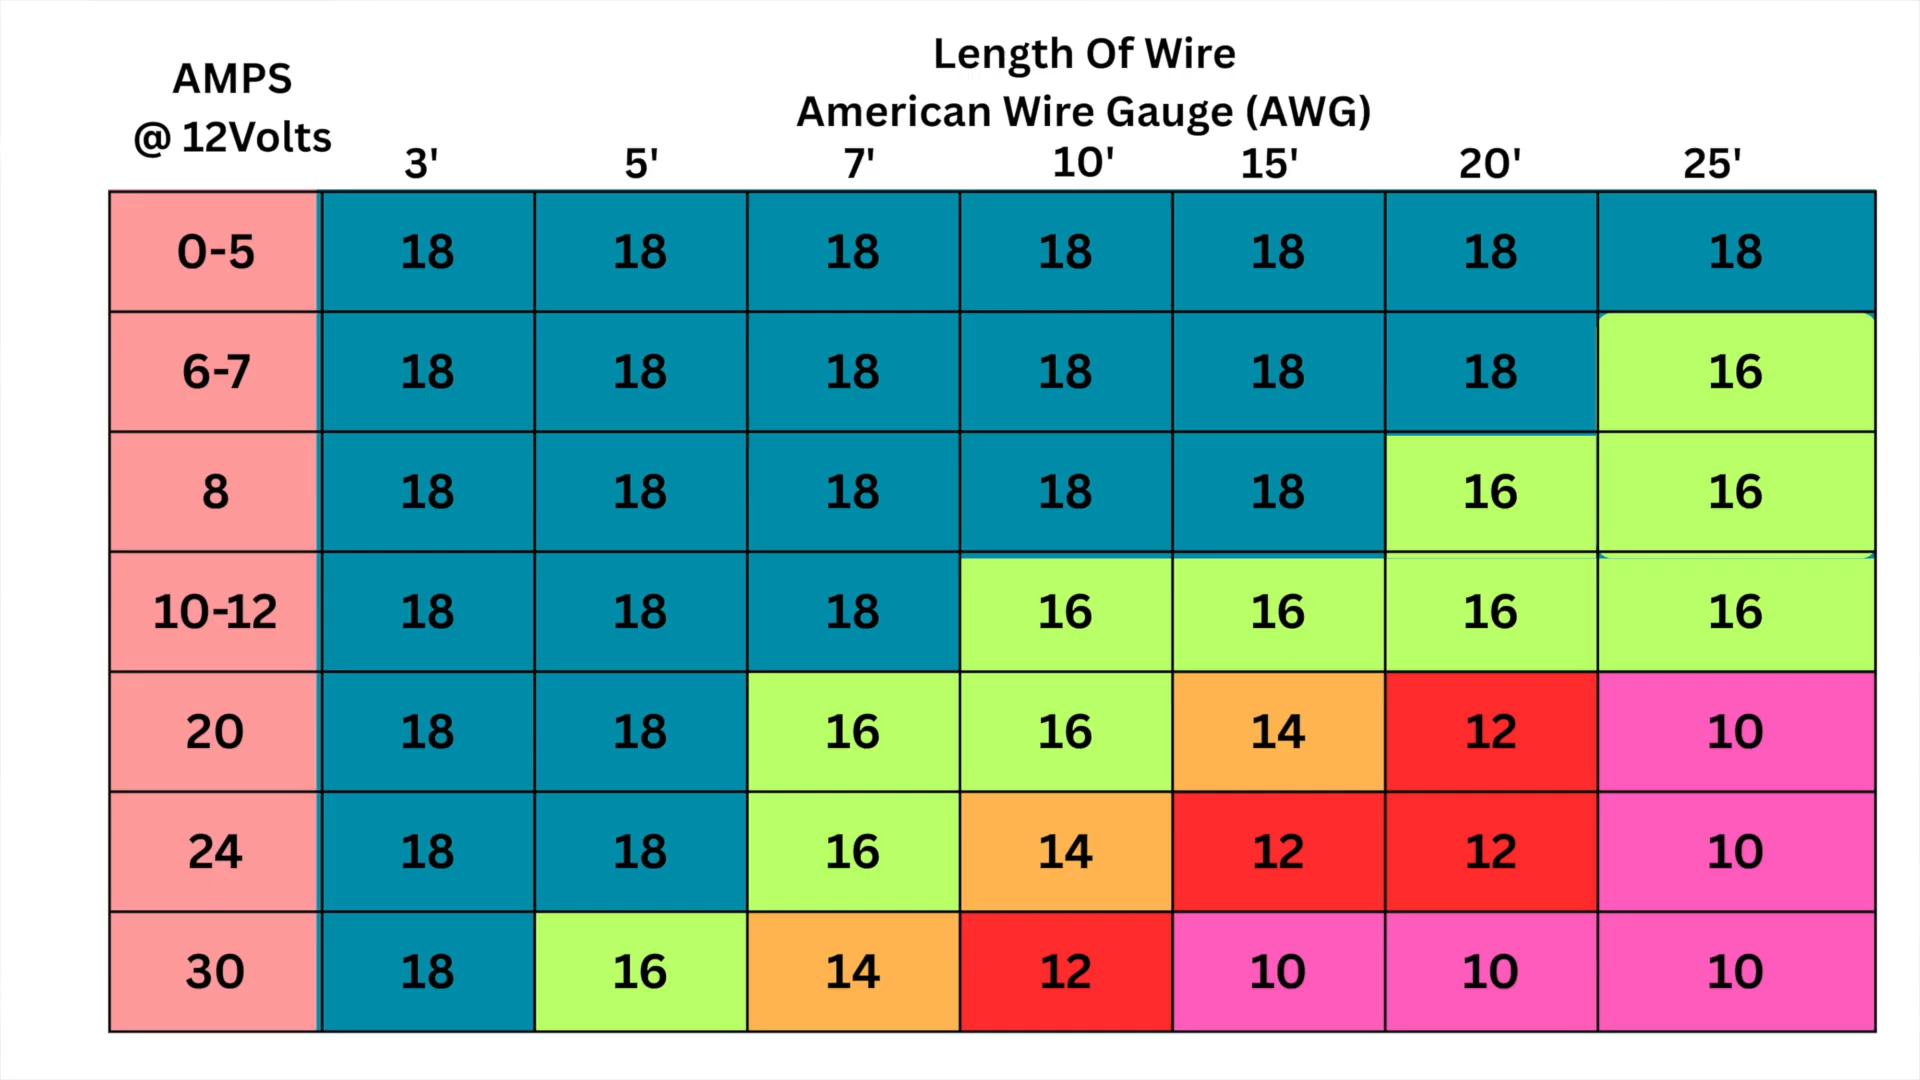 Length Of Wire
AMPS
American Wire Gauge (AWG)
@ 12Volts
3' 5' 7' 10' 15' 20' 25'
0-5 18 18 18 18 18 18 18
6-7 18 18 18 18 18 18 16
8 18 18 18 18 18 16 16
10-12 18 18 18 16 16 16 16
20 18 18 16 16 14 12 10
24 18 18 16 14 12 12 10
30 18 16 14 12 10 10 10